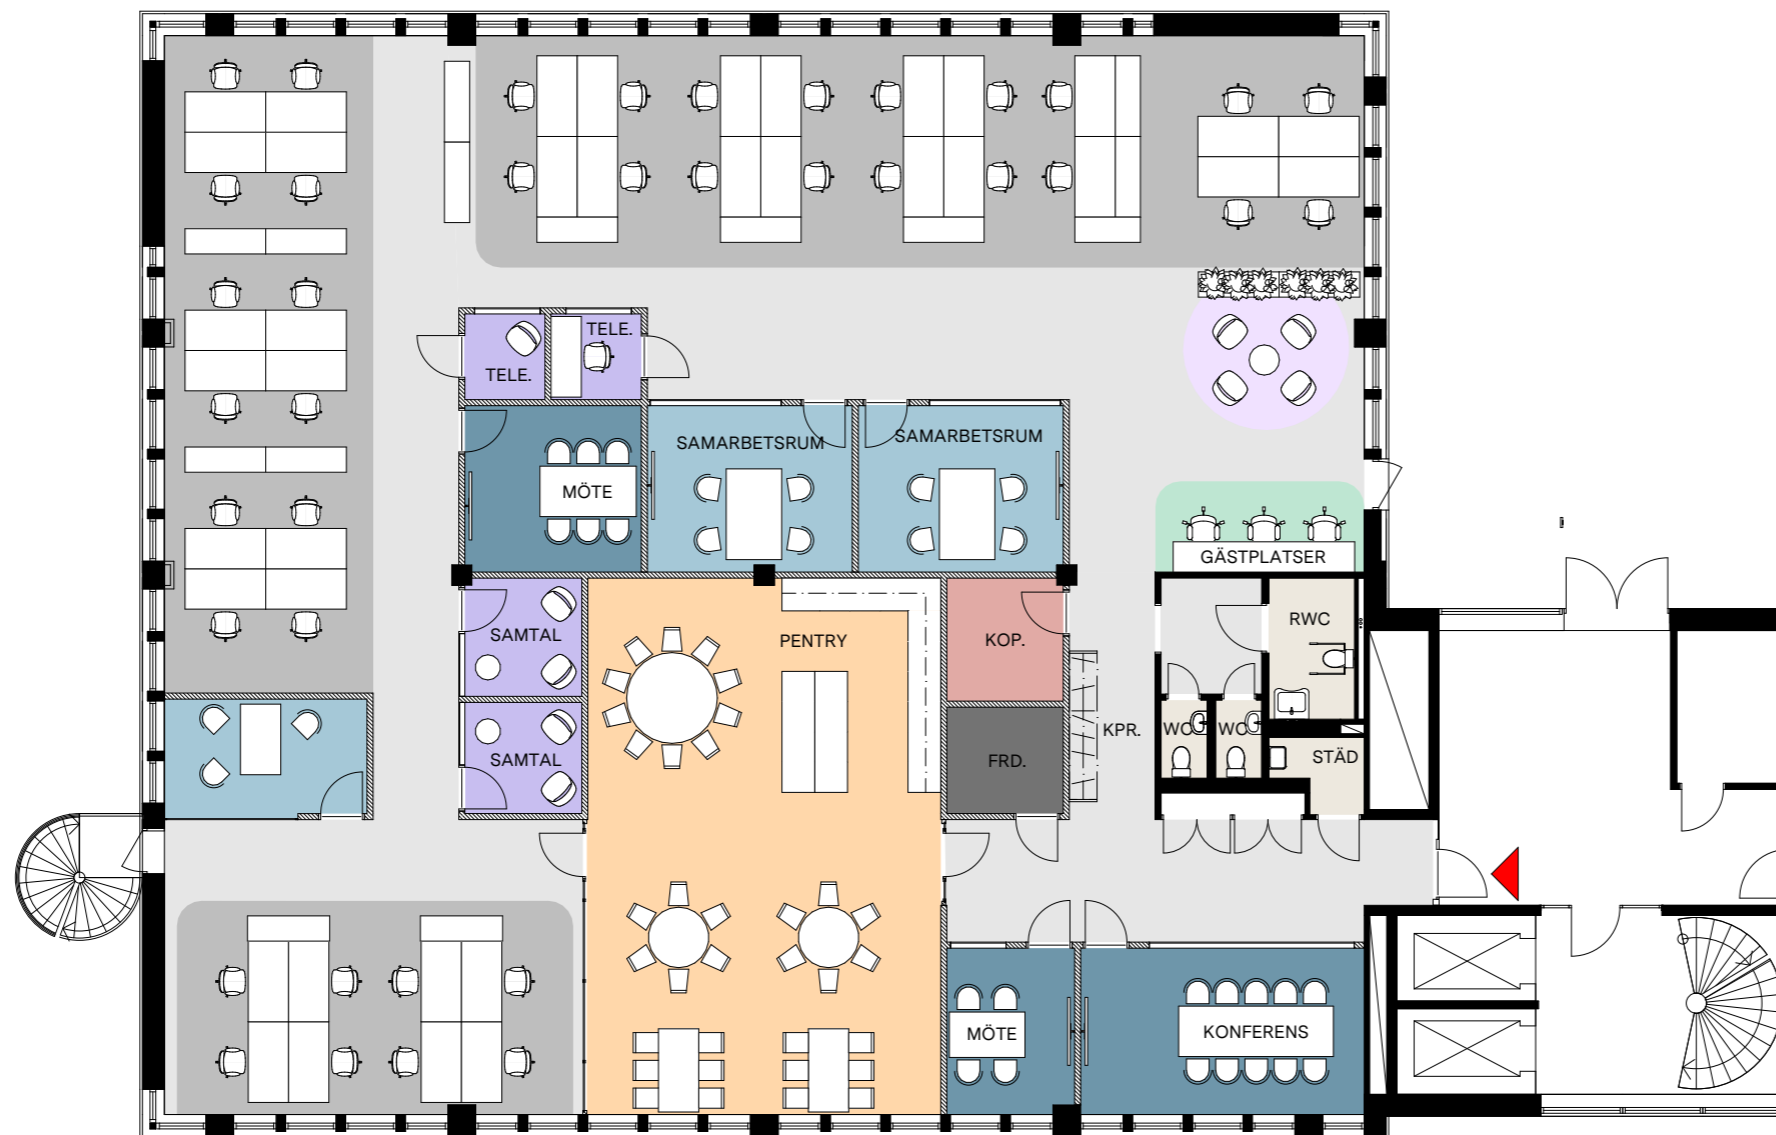 TELE.
TELE.
SAMARBETSRUM
SAMARBETSRUM
MÖTE
GÄSTPLATSER
SAMTAL
PENTRY
KOP.
RWC
WC
WC
KPR.
SAMTAL
FRD.
STÄD
MÖTE
KONFERENS